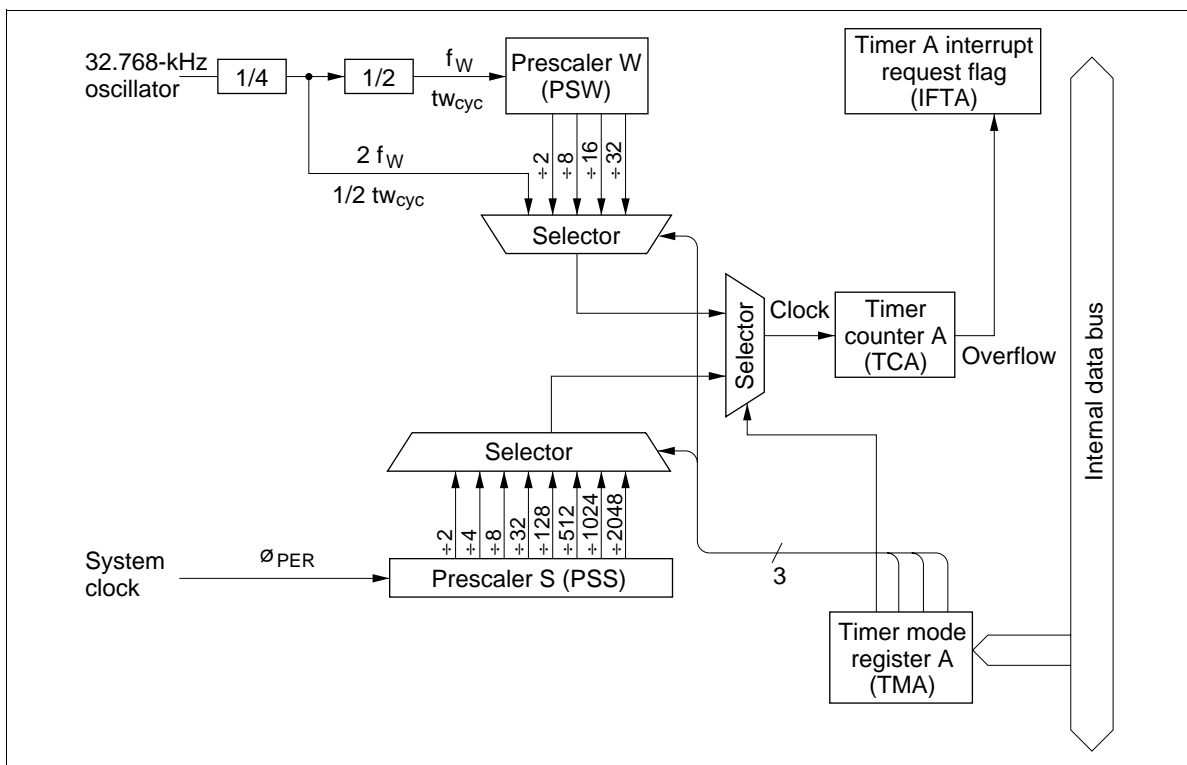 32.768-kHz
oscillator
1/4
1/2
fW
twcyc
Prescaler W
(PSW)
Timer A interrupt
request flag
(IFTA)
2 fW
1/2 twcyc
÷2
÷8
÷16
÷32
Selector
Selector
Clock
Timer
counter A
(TCA)
Overflow
Internal data bus
Selector
÷2
÷4
÷8
÷32
÷128
÷512
÷1024
÷2048
System
clock
øPER
Prescaler S (PSS)
3
Timer mode
register A
(TMA)